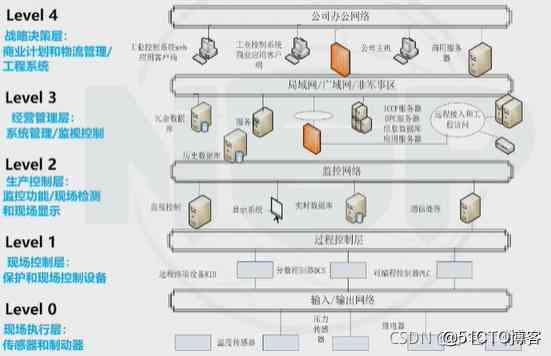 Level 4
战略决策层:
商业计划和物流管理/
工程系统
公司办公网络
工业控制系统web
应用客户端
工业控制系统
商业应用客户
端
公司主机
商用服务
器
Level 3
经营管理层:
系统管理/监视控制
局域网/广域网/非军事区
冗余数据
库
服务
历史数据库
ICCP服务器
OPC服务器
信息数据库
应用服务器
远程接入和工
程访问
Level 2
生产控制层:
监控功能/现场检测
和现场显示
监控网络
监视控制
显示系统
实时数据库
通信处理
Level 1
现场控制层:
保护和现场控制设备
过程控制层
远程终端设备RTU
分散控制器DCS
可编程控制器PLC
Level 0
现场执行层:
传感器和制动器
输入/输出网络
温度传感器
压力
传感器
继电器
CSDN
@51CTO博客